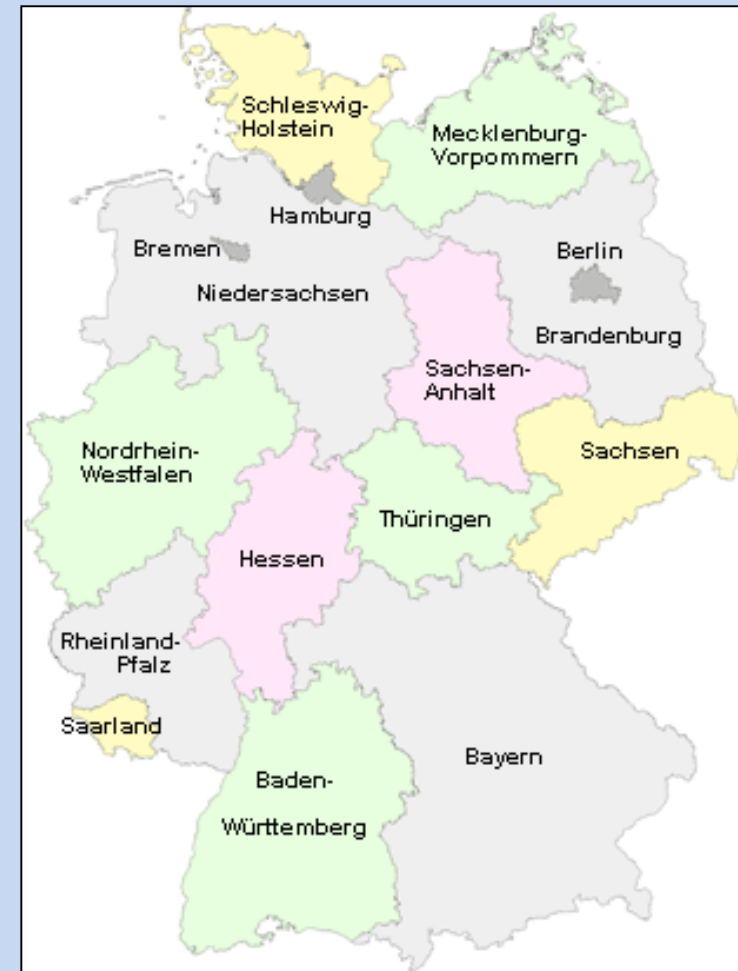 Schleswig-
Holstein
Mecklenburg-
Vorpommern
Hamburg
Bremen
Berlin
Niedersachsen
Brandenburg
Sachsen-
Anhalt
Nordrhein-
Westfalen
Sachsen
Thüringen
Hessen
Rheinland-
Pfalz
Saarland
Bayern
Baden-
Württemberg